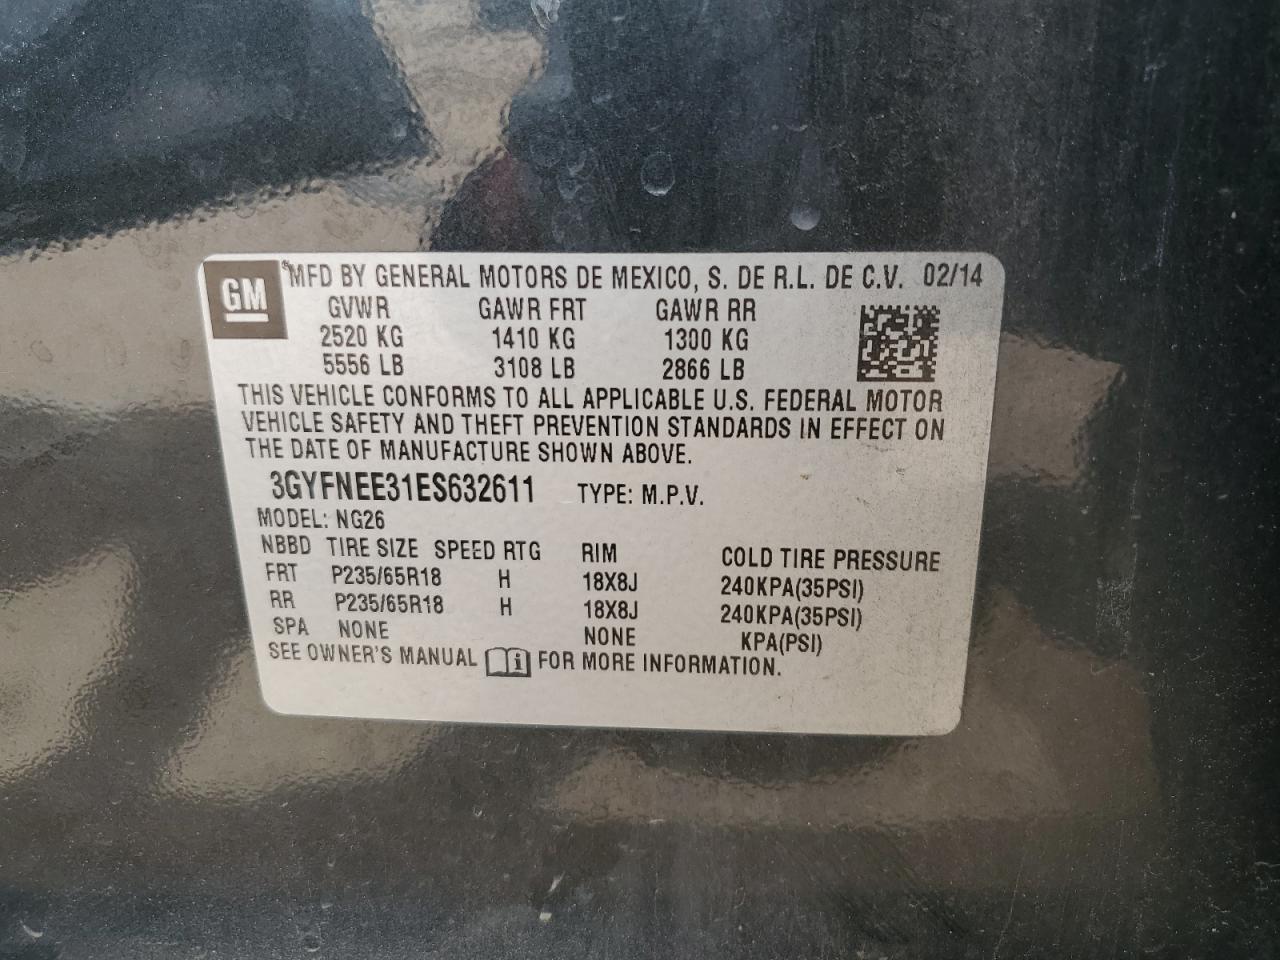 GM
® MFD BY GENERAL MOTORS DE MEXICO, S. DE R.L. DE C.V. 02/14
GVWR GAWR FRT GAWR RR
2520 KG 1410 KG 1300 KG
5556 LB 3108 LB 2866 LB
THIS VEHICLE CONFORMS TO ALL APPLICABLE U.S. FEDERAL MOTOR
VEHICLE SAFETY AND THEFT PREVENTION STANDARDS IN EFFECT ON
THE DATE OF MANUFACTURE SHOWN ABOVE.
3GYFNEE31ES632611 TYPE: M.P.V.
MODEL: NG26
NBBD TIRE SIZE SPEED RTG RIM COLD TIRE PRESSURE
FRT P235/65R18 H 18X8J 240KPA(35PSI)
RR P235/65R18 H 18X8J 240KPA(35PSI)
SPA NONE NONE KPA(PSI)
SEE OWNER'S MANUAL i FOR MORE INFORMATION.